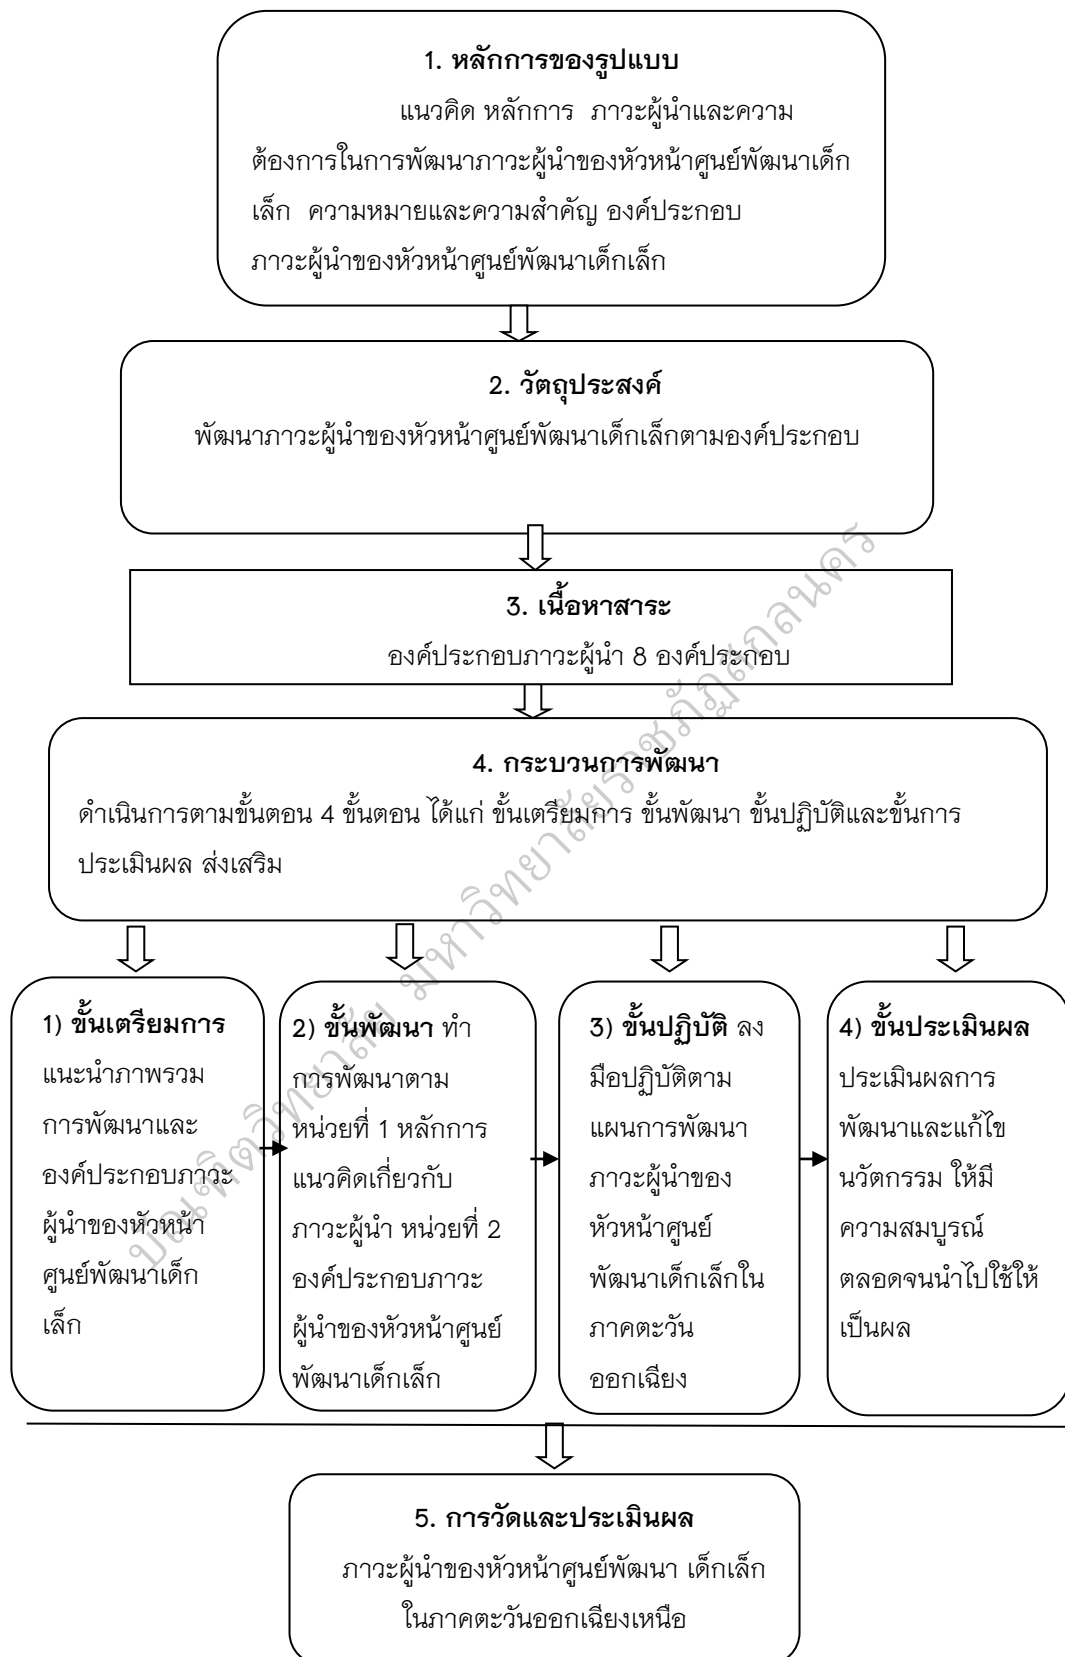 1. หลักการของรูปแบบ
แนวคิด หลักการ ภาวะผู้นำและความ
ต้องการในการพัฒนาภาวะผู้นำของหัวหน้าศูนย์พัฒนาเด็ก
เล็ก ความหมายและความสำคัญ องค์ประกอบ
ภาวะผู้นำของหัวหน้าศูนย์พัฒนาเด็กเล็ก
2. วัตถุประสงค์
พัฒนาภาวะผู้นำของหัวหน้าศูนย์พัฒนาเด็กเล็กตามองค์ประกอบ
3. เนื้อหาสาระ
องค์ประกอบภาวะผู้นำ 8 องค์ประกอบ
4. กระบวนการพัฒนา
ดำเนินการตามขั้นตอน 4 ขั้นตอน ได้แก่ ขั้นเตรียมการ ขั้นพัฒนา ขั้นปฏิบัติและขั้นการ
ประเมินผล ส่งเสริม
1) ขั้นเตรียมการ
แนะนำภาพรวม
การพัฒนาและ
องค์ประกอบภาวะ
ผู้นำของหัวหน้า
ศูนย์พัฒนาเด็ก
เล็ก
2) ขั้นพัฒนา ทำ
การพัฒนาตาม
หน่วยที่ 1 หลักการ
แนวคิดเกี่ยวกับ
ภาวะผู้นำ หน่วยที่ 2
องค์ประกอบภาวะ
ผู้นำของหัวหน้าศูนย์
พัฒนาเด็กเล็ก
3) ขั้นปฏิบัติ ลง
มือปฏิบัติตาม
แผนการพัฒนา
ภาวะผู้นำของ
หัวหน้าศูนย์
พัฒนาเด็กเล็กใน
ภาคตะวัน
ออกเฉียง
4) ขั้นประเมินผล
ประเมินผลการ
พัฒนาและแก้ไข
นวัตกรรม ให้มี
ความสมบูรณ์
ตลอดจนนำไปใช้ให้
เป็นผล
5. การวัดและประเมินผล
ภาวะผู้นำของหัวหน้าศูนย์พัฒนา เด็กเล็ก
ในภาคตะวันออกเฉียงเหนือ
บัณฑิตวิทยาลัย มหาวิทยาลัยราชภัฏสกลนคร